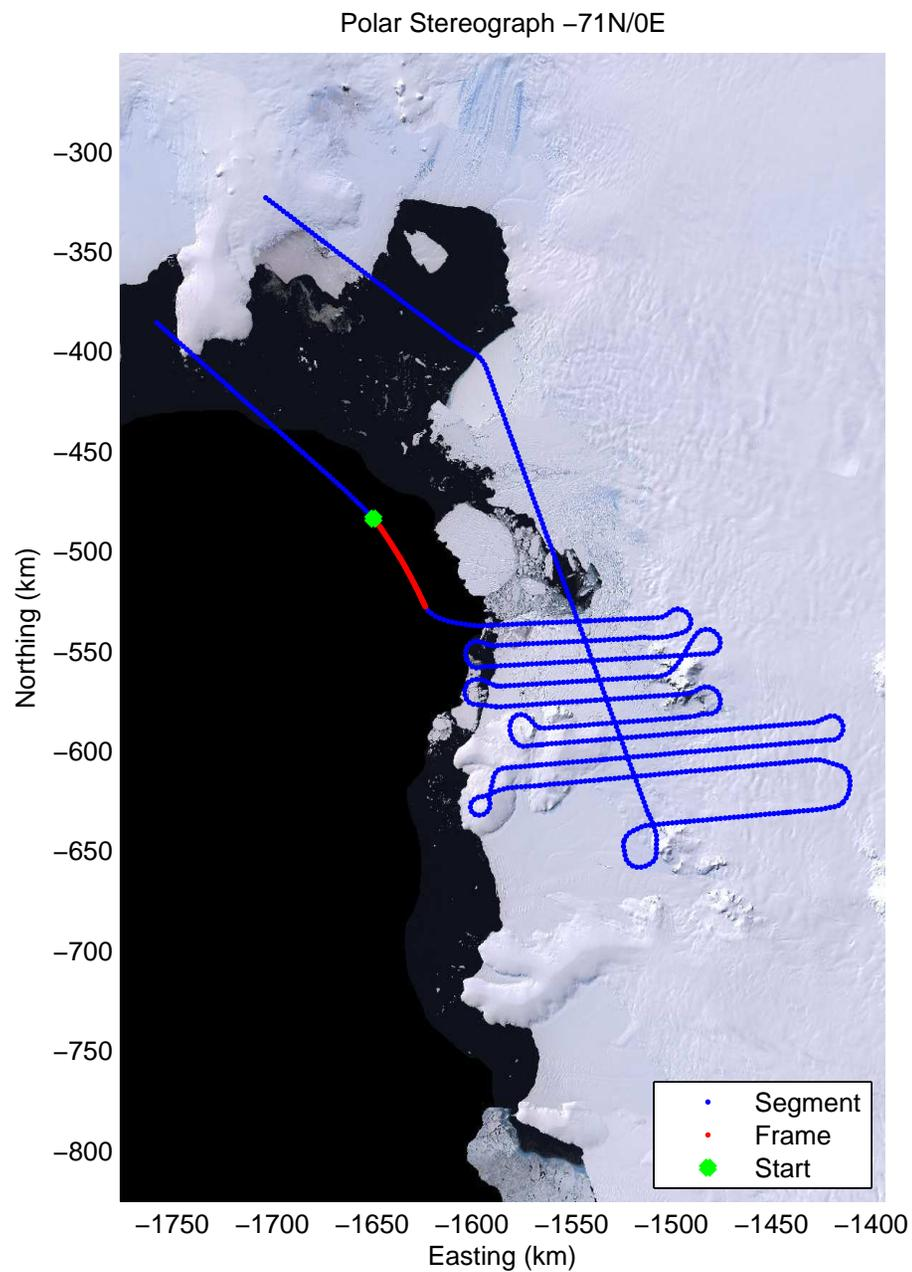 Polar Stereograph −71N/0E
−300
−350
−400
−450
−500
−550
−600
−650
−700
−750
−800
Northing (km)
Segment
Frame
Start
−1750 −1700 −1650 −1600 −1550 −1500 −1450 −1400
Easting (km)